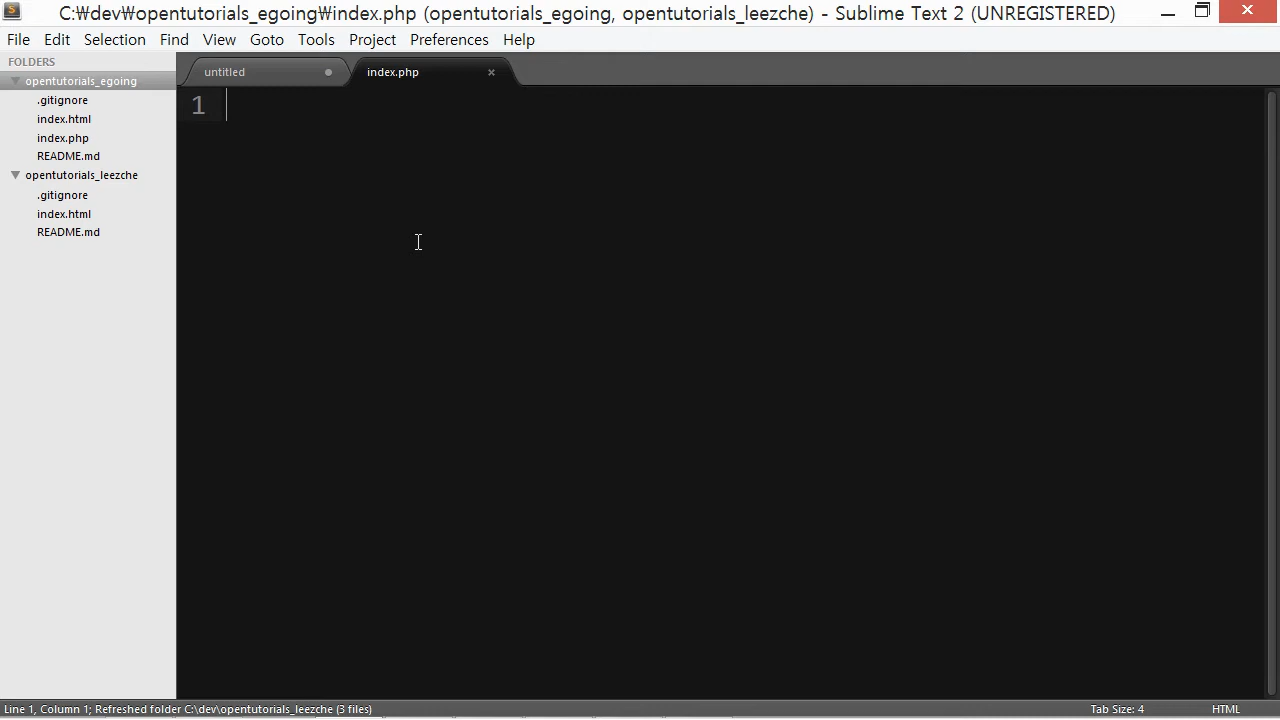 C:₩dev₩opentutorials_egoing₩index.php (opentutorials_egoing, opentutorials_leezche) - Sublime Text 2 (UNREGISTERED)
File Edit Selection Find View Goto Tools Project Preferences Help
FOLDERS
opentutorials_egoing
.gitignore
index.html
index.php
README.md
opentutorials_leezche
.gitignore
index.html
README.md
untitled
index.php
1
Line 1, Column 1; Refreshed folder C:\dev\opentutorials_leezche (3 files)
Tab Size: 4
HTML